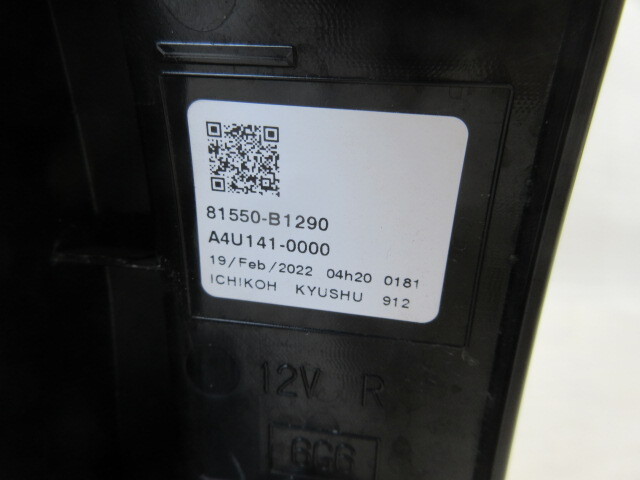 81550-B1290
A4U141-0000
19/Feb/2022 04h20 0181
ICHIKOH KYUSHU 912
12V R